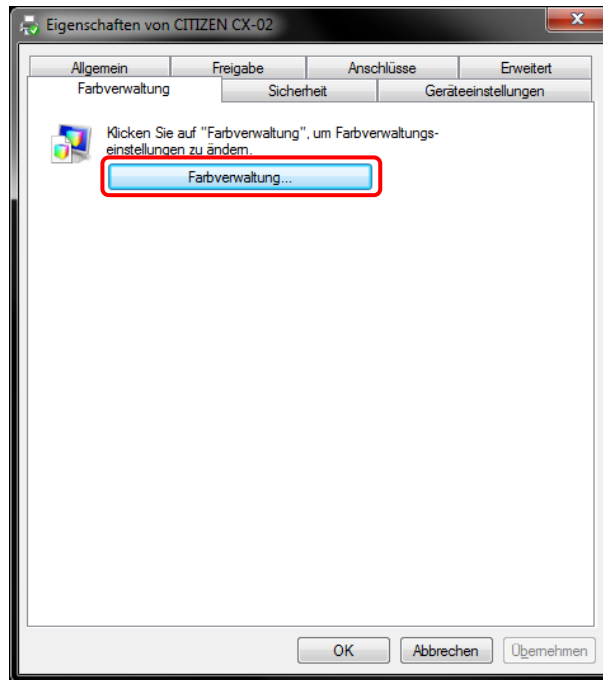 Eigenschaften von CITIZEN CX-02
Allgemein Freigabe Anschlüsse Erweitert
Farbverwaltung Sicherheit Geräteeinstellungen
Klicken Sie auf "Farbverwaltung", um Farbverwaltungs-
einstellungen zu ändern.
Farbverwaltung...
OK Abbrechen Übernehmen